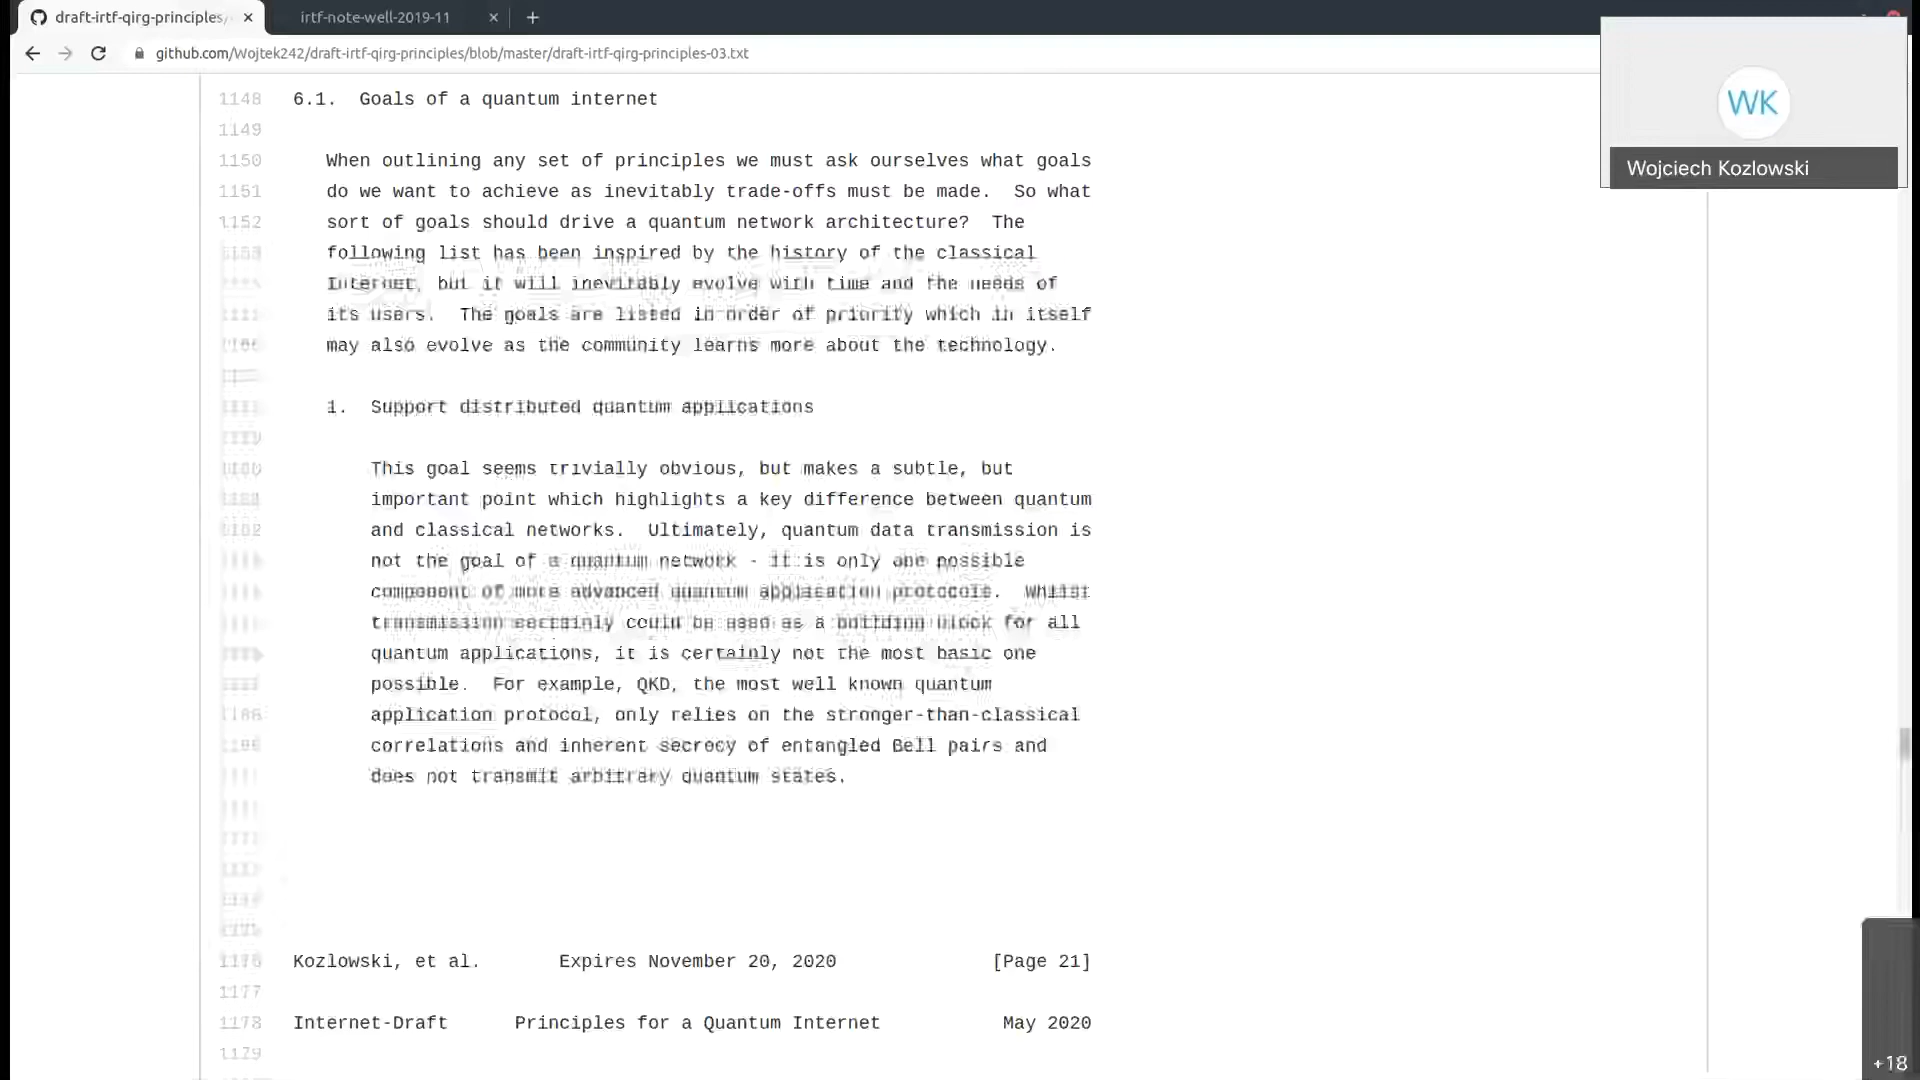 draft-irtf-qirg-principles/
irtf-note-well-2019-11
github.com/Wojtek242/draft-irtf-qirg-principles/blob/master/draft-irtf-qirg-principles-03.txt
WK
Wojciech Kozlowski
1148 6.1. Goals of a quantum internet
1149
1150 When outlining any set of principles we must ask ourselves what goals
1151 do we want to achieve as inevitably trade-offs must be made. So what
1152 sort of goals should drive a quantum network architecture? The
following list has been inspired by the history of the classical
Internet, but it will inevitably evolve with time and the needs of
its users. The goals are listed in order of priority which in itself
may also evolve as the community learns more about the technology.
1. Support distributed quantum applications
This goal seems trivially obvious, but makes a subtle, but
important point which highlights a key difference between quantum
and classical networks. Ultimately, quantum data transmission is
not the goal of a quantum network - it is only one possible
component of more advanced quantum application protocols. Whilst
transmission certainly could be used as a building block for all
quantum applications, it is certainly not the most basic one
possible. For example, QKD, the most well known quantum
application protocol, only relies on the stronger-than-classical
correlations and inherent secrecy of entangled Bell pairs and
does not transmit arbitrary quantum states.
1176 Kozlowski, et al. Expires November 20, 2020 [Page 21]
1177
1178 Internet-Draft Principles for a Quantum Internet May 2020
1179
+18